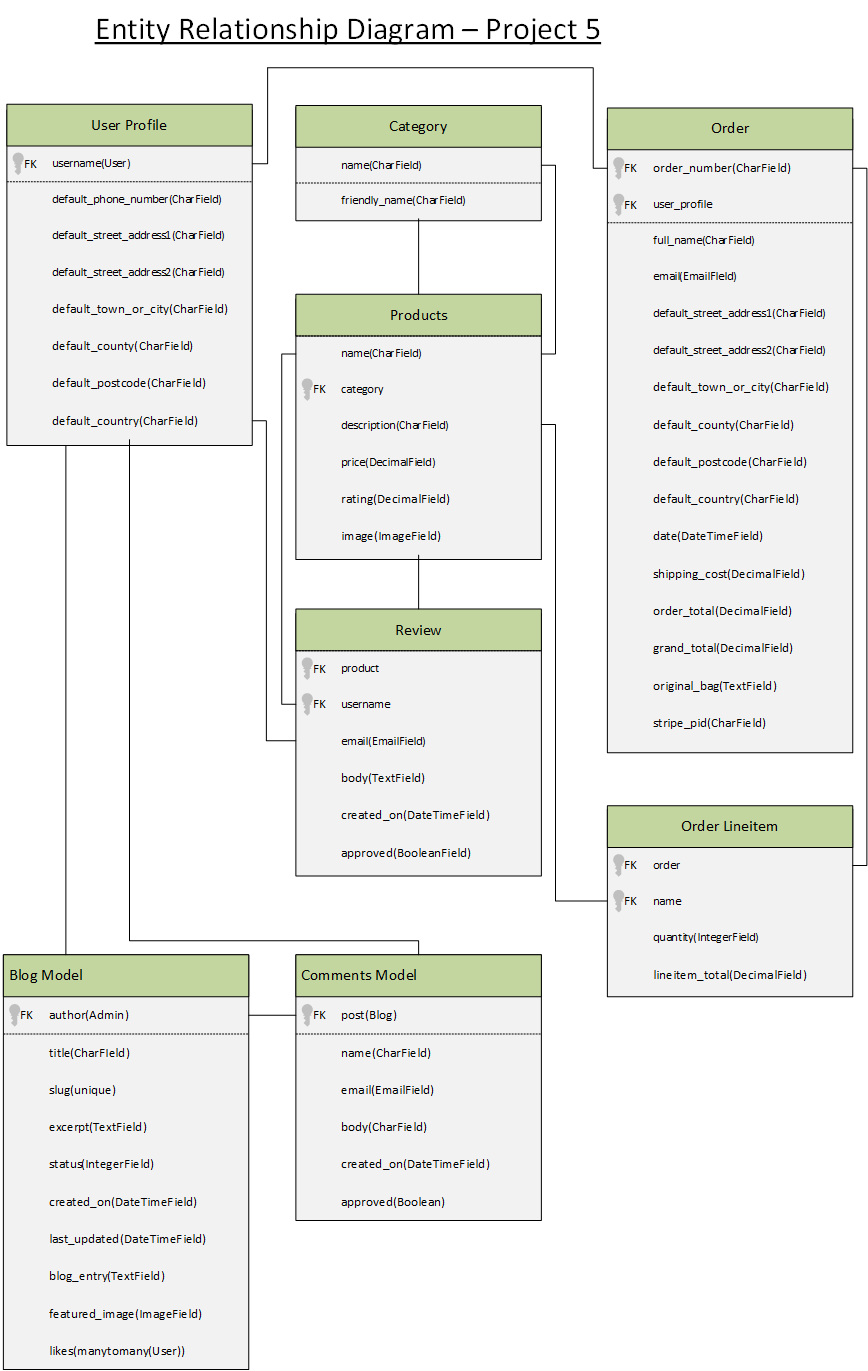 Entity Relationship Diagram – Project 5
User Profile
FK username(User)
default_phone_number(CharField)
default_street_address1(CharField)
default_street_address2(CharField)
default_town_or_city(CharField)
default_county(CharField)
default_postcode(CharField)
default_country(CharField)
Category
name(CharField)
friendly_name(CharField)
Products
name(CharField)
FK category
description(CharField)
price(DecimalField)
rating(DecimalField)
image(ImageField)
Review
FK product
FK username
email(EmailField)
body(TextField)
created_on(DateTimeField)
approved(BooleanField)
Order
FK order_number(CharField)
FK user_profile
full_name(CharField)
email(EmailField)
default_street_address1(CharField)
default_street_address2(CharField)
default_town_or_city(CharField)
default_county(CharField)
default_postcode(CharField)
default_country(CharField)
date(DateTimeField)
shipping_cost(DecimalField)
order_total(DecimalField)
grand_total(DecimalField)
original_bag(TextField)
stripe_pid(CharField)
Order Lineitem
FK order
FK name
quantity(IntegerField)
lineitem_total(DecimalField)
Blog Model
FK author(Admin)
title(CharField)
slug(unique)
excerpt(TextField)
status(IntegerField)
created_on(DateTimeField)
last_updated(DateTimeField)
blog_entry(TextField)
featured_image(ImageField)
likes(manytomany(User))
Comments Model
FK post(Blog)
name(CharField)
email(EmailField)
body(CharField)
created_on(DateTimeField)
approved(Boolean)